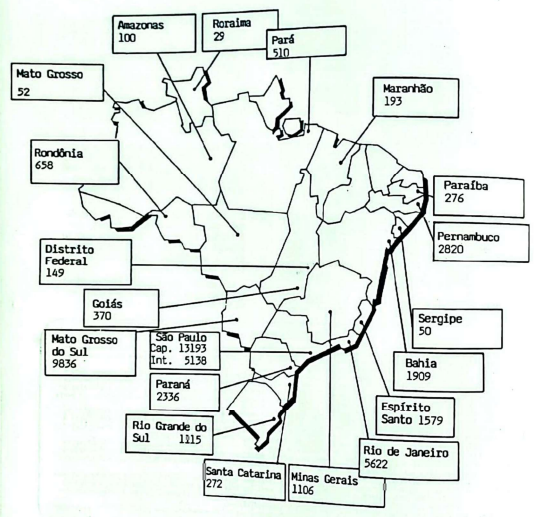 Amazonas
100
Roraima
29
Pará
510
Mato Grosso
52
Maranhão
193
Rondônia
658
Paraíba
276
Pernambuco
2820
Distrito
Federal
149
Goiás
370
Sergipe
50
Mato Grosso
do Sul
9836
São Paulo
Cap. 13193
Int. 5138
Bahia
1909
Paraná
2336
Espírito
Santo 1579
Rio Grande do
Sul 1115
Rio de Janeiro
5622
Santa Catarina
272
Minas Gerais
1106